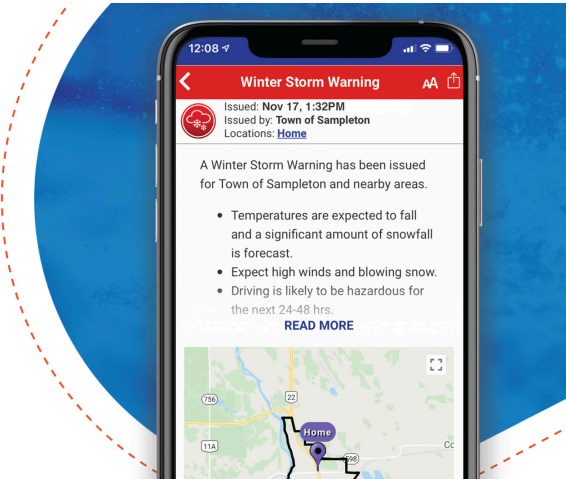 12:08
Winter Storm Warning
AA
Issued: Nov 17, 1:32PM
Issued by: Town of Sampleton
Locations: Home
A Winter Storm Warning has been issued
for Town of Sampleton and nearby areas.
• Temperatures are expected to fall
and a significant amount of snowfall
is forecast.
• Expect high winds and blowing snow.
• Driving is likely to be hazardous for
the next 24-48 hrs.
READ MORE
756
22
Home
11A
598